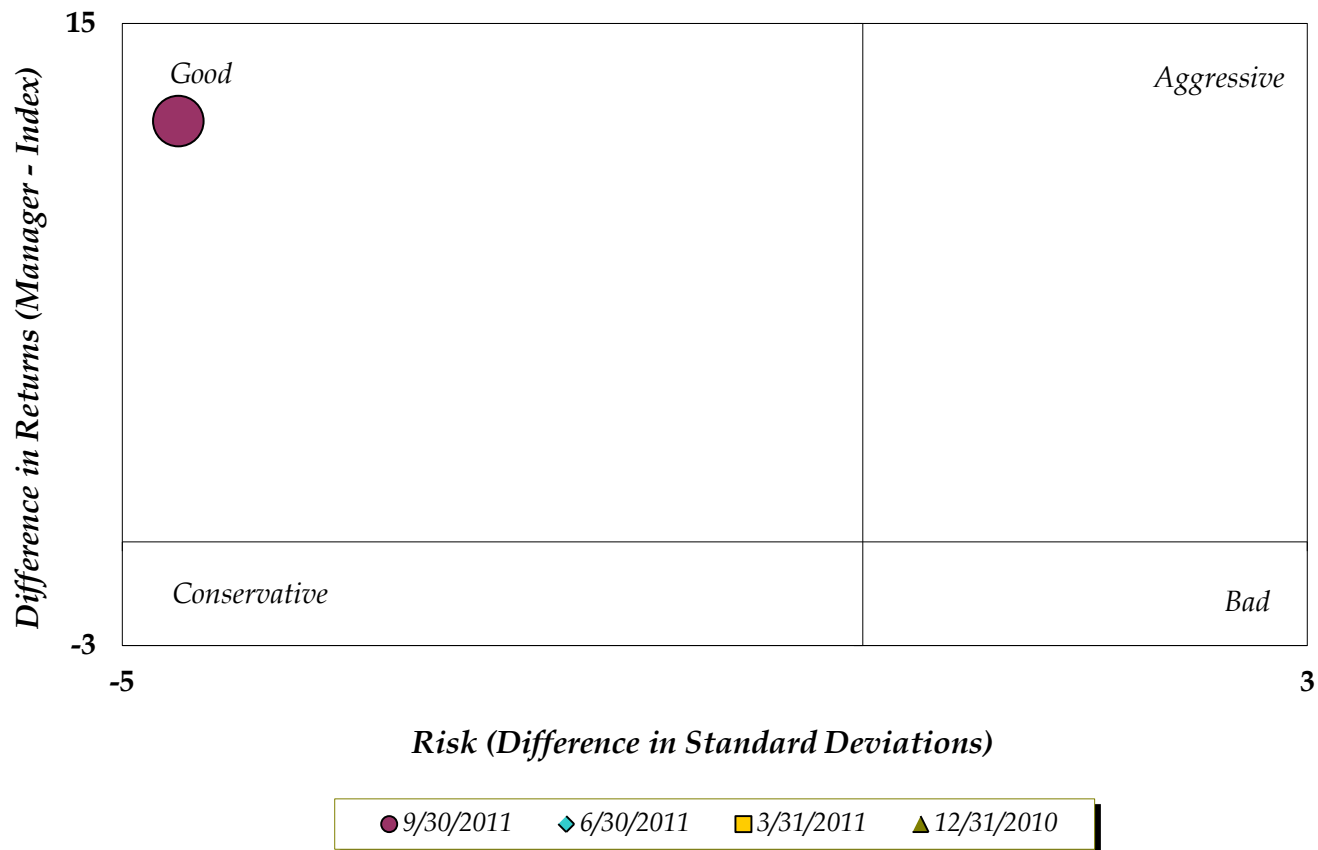 15
Good
Aggressive
Difference in Returns (Manager - Index)
Conservative
Bad
-3
-5
3
Risk (Difference in Standard Deviations)
9/30/2011
6/30/2011
3/31/2011
12/31/2010